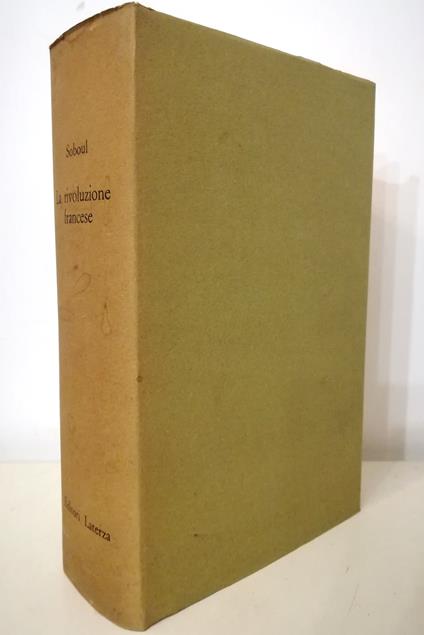 Soboul
La rivoluzione
francese
Editori Laterza